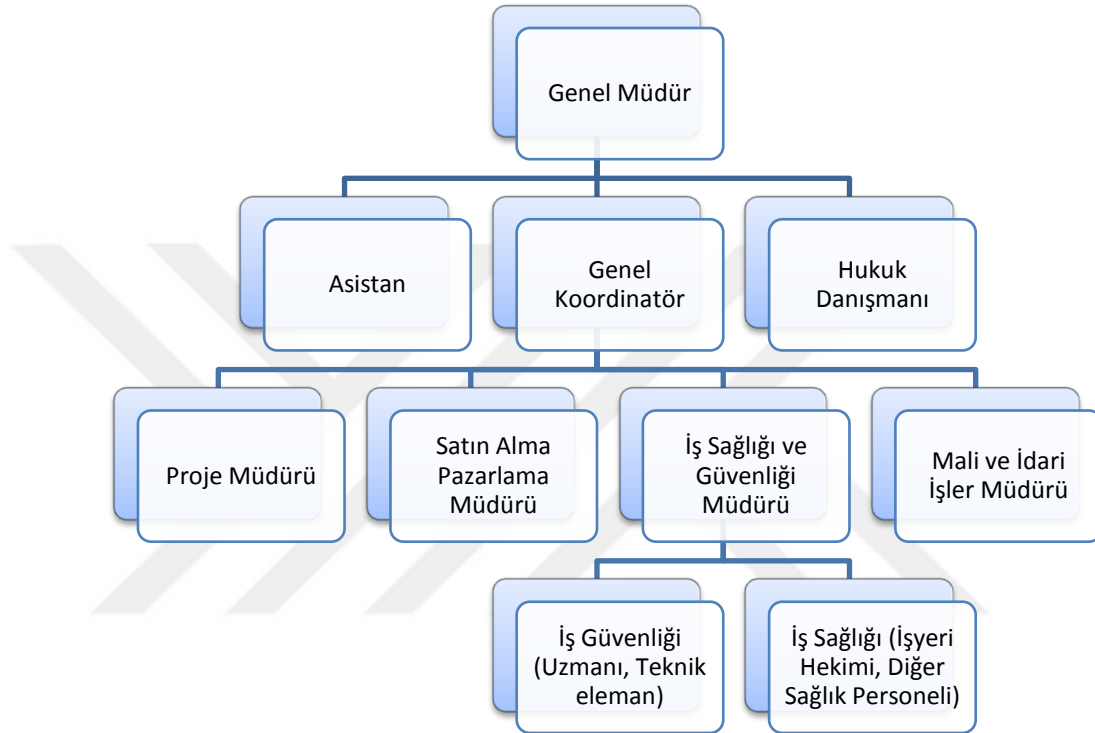 Genel Müdür
Asistan
Genel
Koordinatör
Hukuk
Danışmanı
Proje Müdürü
Satın Alma
Pazarlama
Müdürü
İş Sağlığı ve
Güvenliği
Müdürü
Mali ve İdari
İşler Müdürü
İş Güvenliği
(Uzmanı, Teknik
eleman)
İş Sağlığı (İşyeri
Hekimi, Diğer
Sağlık Personeli)